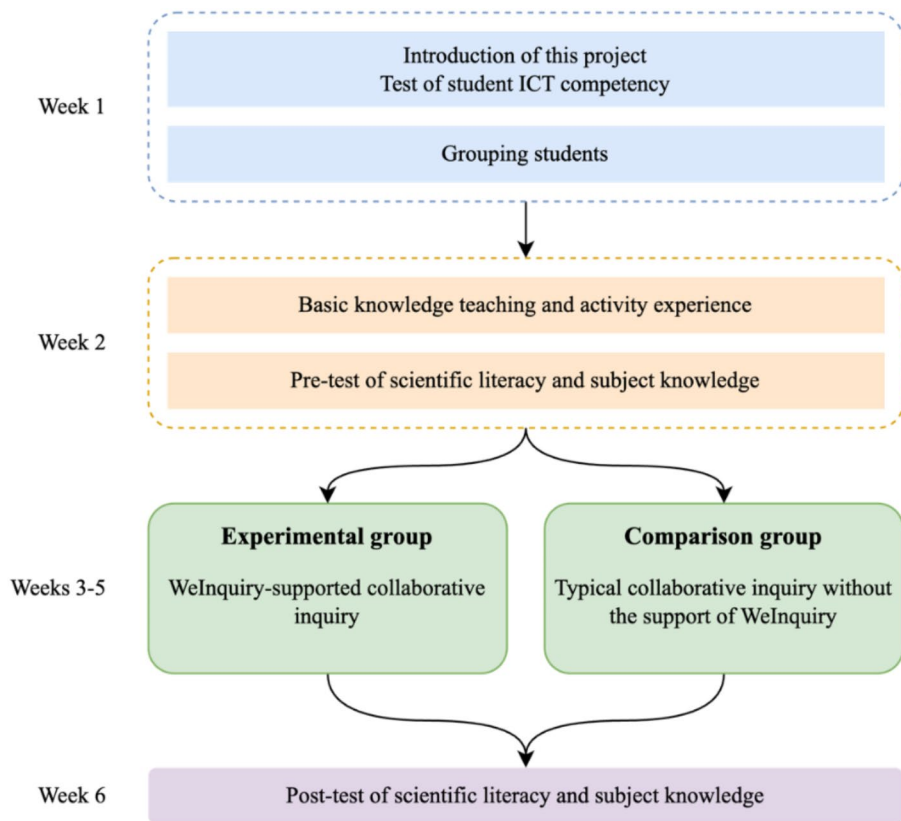 Week 1
Introduction of this project
Test of student ICT competency
Grouping students
Week 2
Basic knowledge teaching and activity experience
Pre-test of scientific literacy and subject knowledge
Weeks 3-5
Experimental group
WeInquiry-supported collaborative
inquiry
Comparison group
Typical collaborative inquiry without
the support of WeInquiry
Week 6
Post-test of scientific literacy and subject knowledge